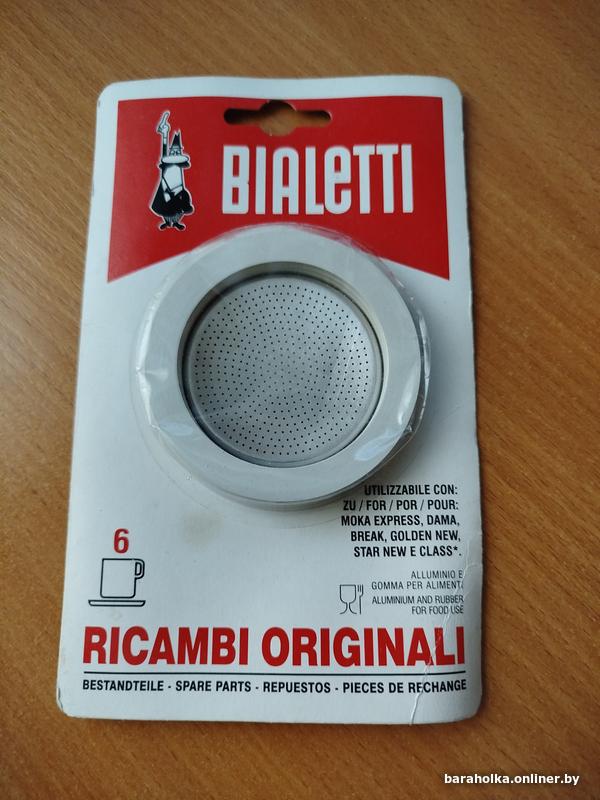 BIALETTI
UTILIZZABILE CON:
ZU / FOR / POR / POUR:
MOKA EXPRESS, DAMA,
BREAK, GOLDEN NEW,
STAR NEW E CLASS*.
6
ALLUMINIO E
GOMMA PER ALIMENTI
ALUMINIUM AND RUBBER
FOR FOOD USE
RICAMBI ORIGINALI
BESTANDTEILE - SPARE PARTS - REPUESTOS - PIECES DE RECHANGE
baraholka.onliner.by